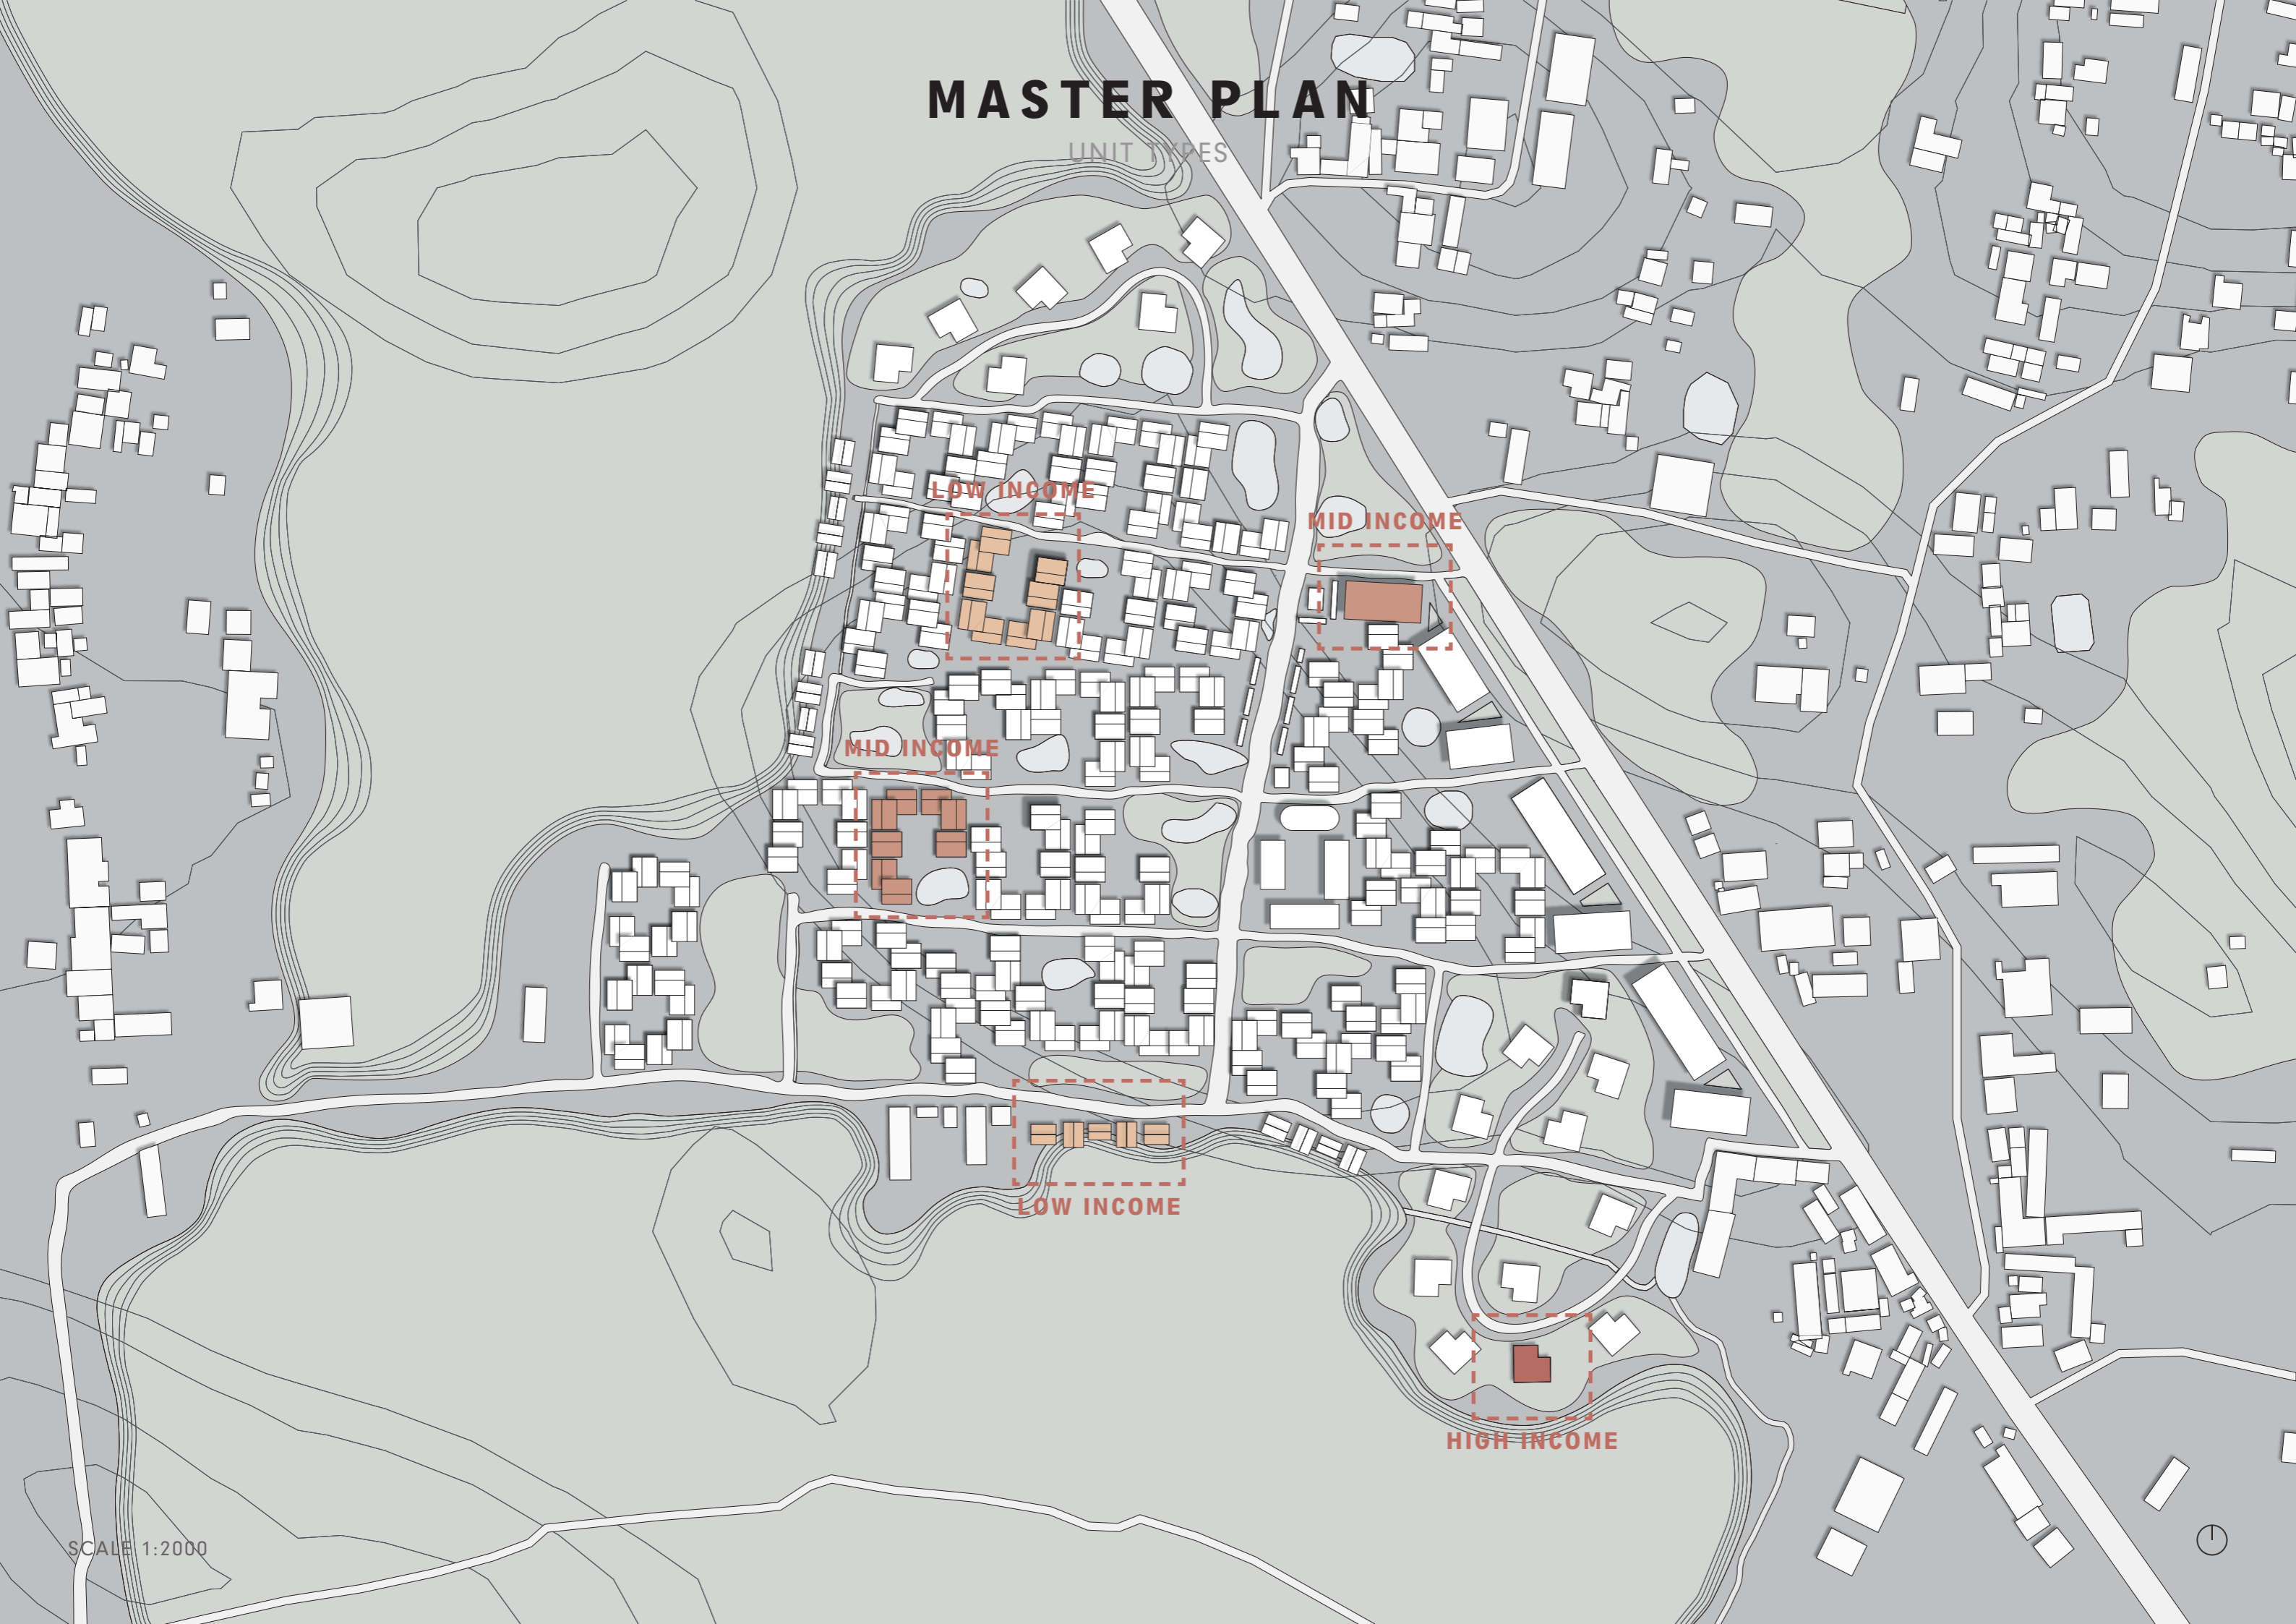 MASTER PLAN
UNIT TYPES
LOW INCOME
MID INCOME
MID INCOME
LOW INCOME
HIGH INCOME
SCALE 1:2000